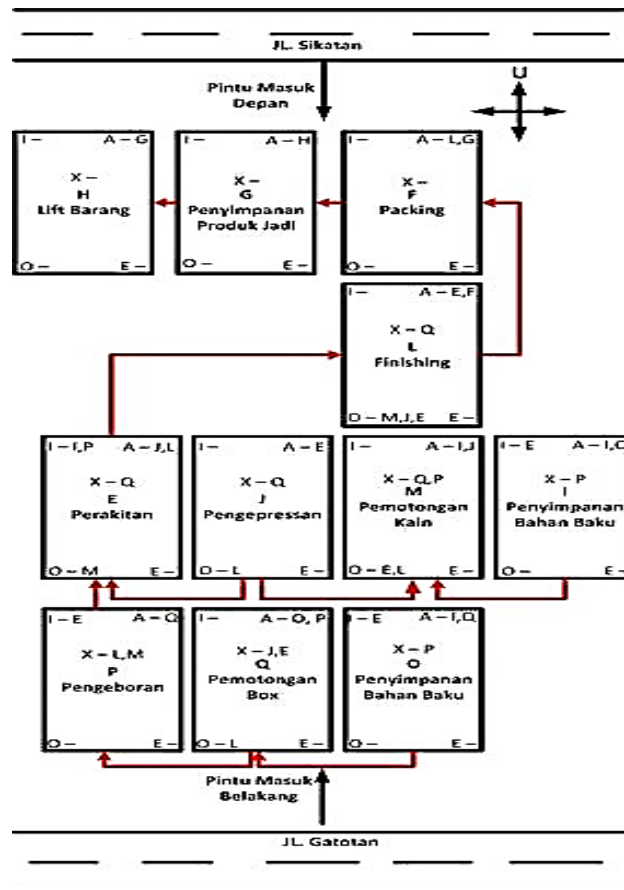 JL. Sikatan
Pintu Masuk
Depan
U
I – A – G
X –
H
Lift Barang
O – E –
I – A – H
X –
G
Penyimpanan
Produk Jadi
O – E –
I – A – L,G
X –
F
Packing
O – E –
I – A – E,F
X – Q
L
Finishing
O – M,J,E E –
I – I,P A – J,L
X – Q
E
Perakitan
O – M E –
I – A – E
X – Q
J
Pengepressan
O – L E –
I – A – I,J
X – Q,P
M
Pemotongan
Kain
O – E,L E –
I – E A – I,O
X – P
I
Penyimpanan
Bahan Baku
O – E –
I – E A – Q
X – L,M
P
Pengeboran
O – E –
I – A – O, P
X – J,E
Q
Pemotongan
Box
O – L E –
I – E A – I,Q
X – P
O
Penyimpanan
Bahan Baku
O – E –
Pintu Masuk
Belakang
JL. Gatotan